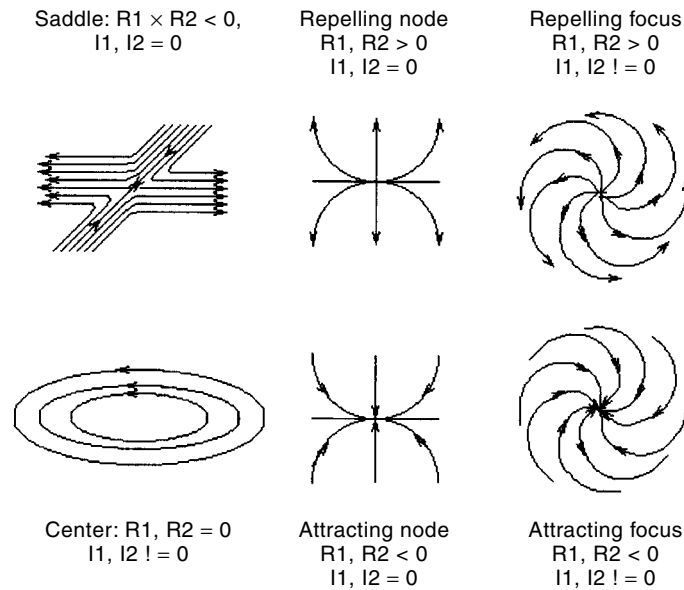 Saddle: R1 × R2 < 0,
I1, I2 = 0
Repelling node
R1, R2 > 0
I1, I2 = 0
Repelling focus
R1, R2 > 0
I1, I2 ! = 0
Center: R1, R2 = 0
I1, I2 ! = 0
Attracting node
R1, R2 < 0
I1, I2 = 0
Attracting focus
R1, R2 < 0
I1, I2 ! = 0